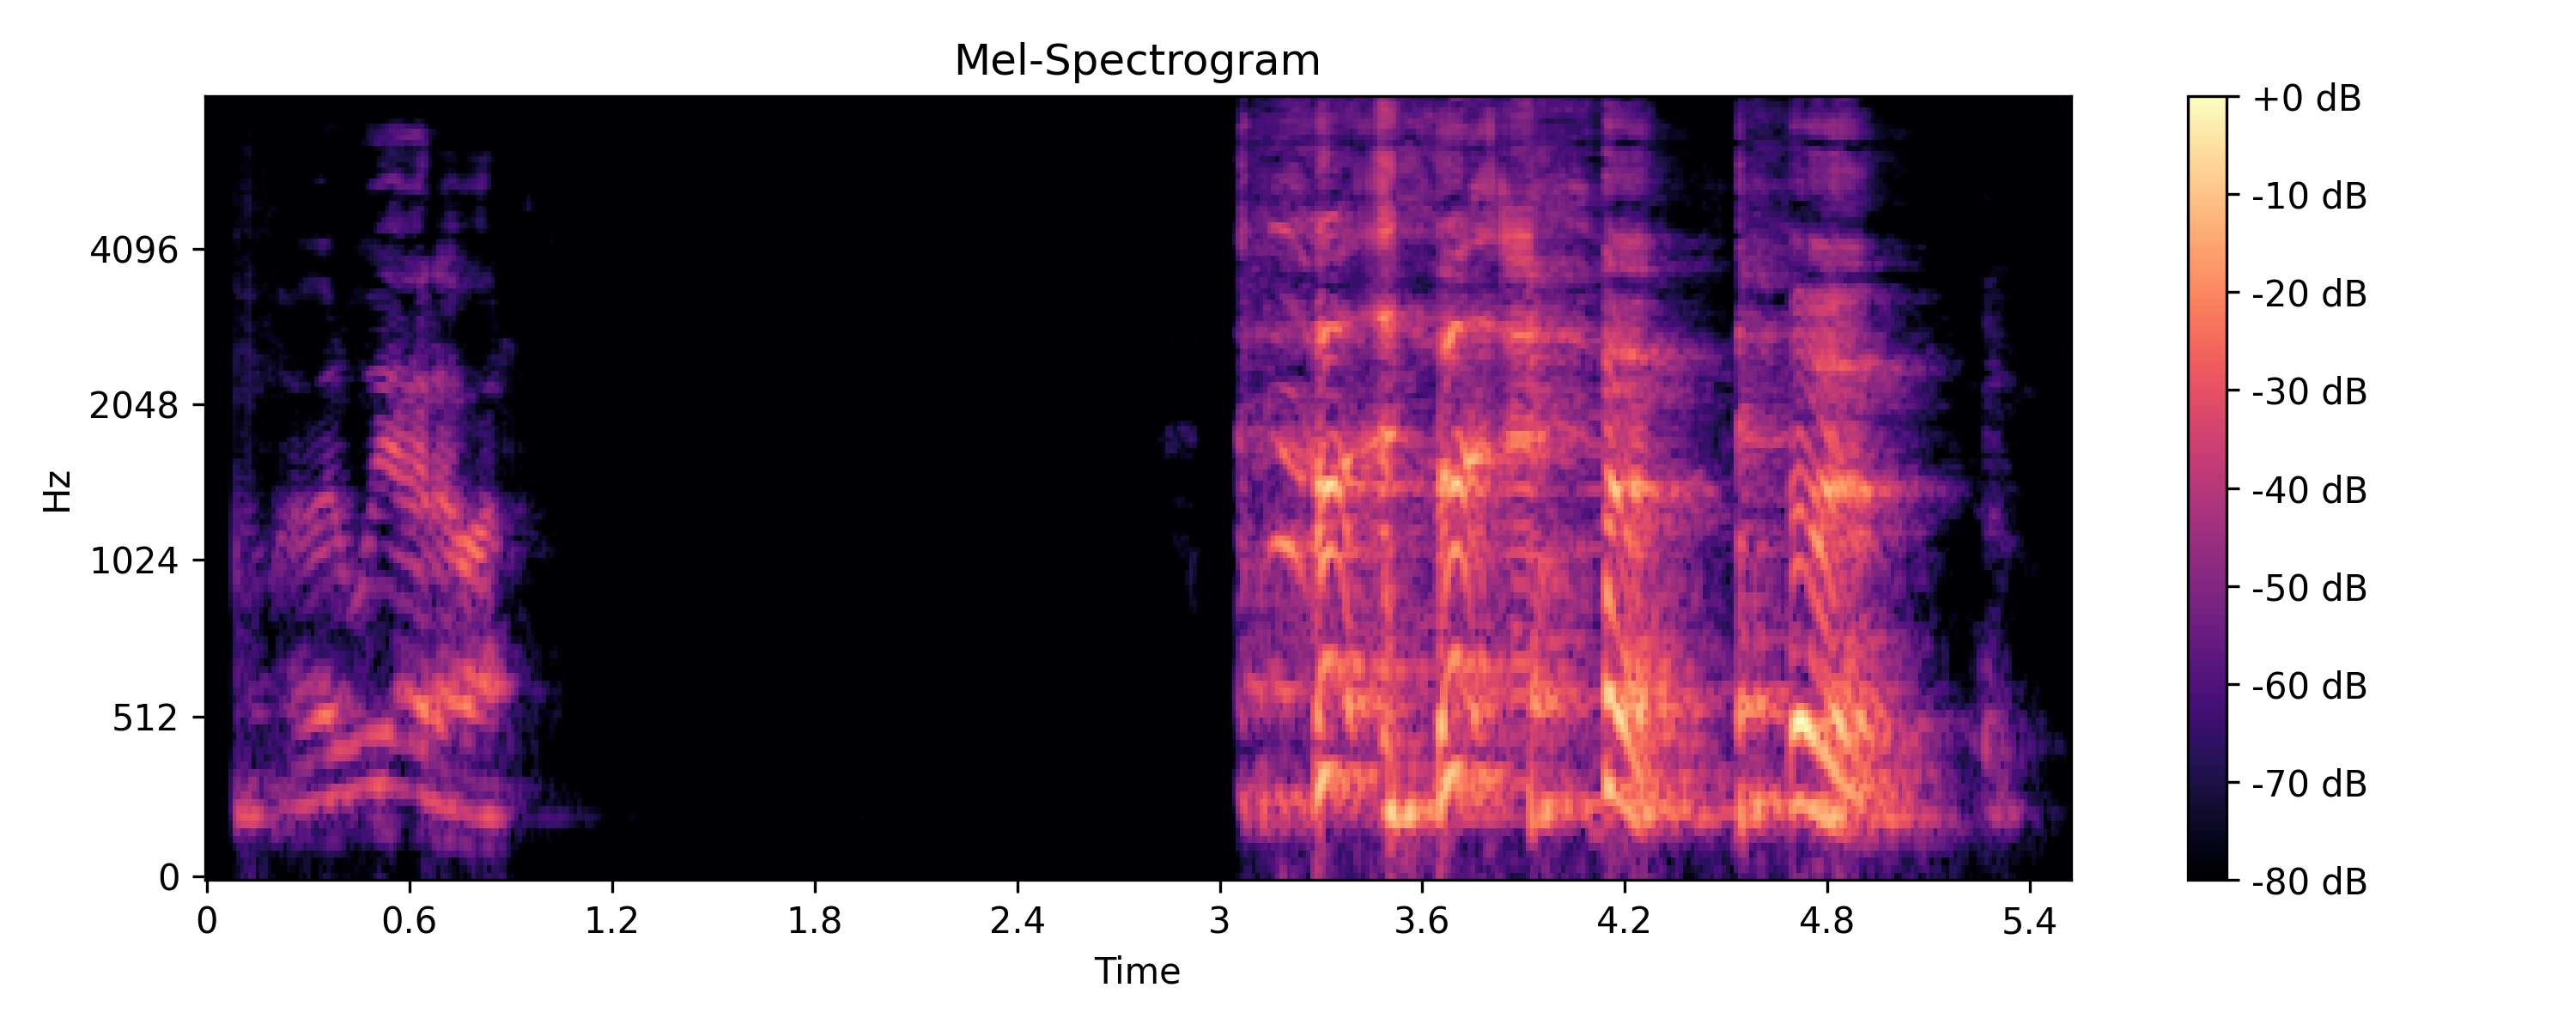 Mel-Spectrogram
+0 dB
-10 dB
4096
-20 dB
-30 dB
2048
Hz
-40 dB
1024
-50 dB
512
-60 dB
-70 dB
0
-80 dB
0 0.6 1.2 1.8 2.4 3 3.6 4.2 4.8 5.4
Time